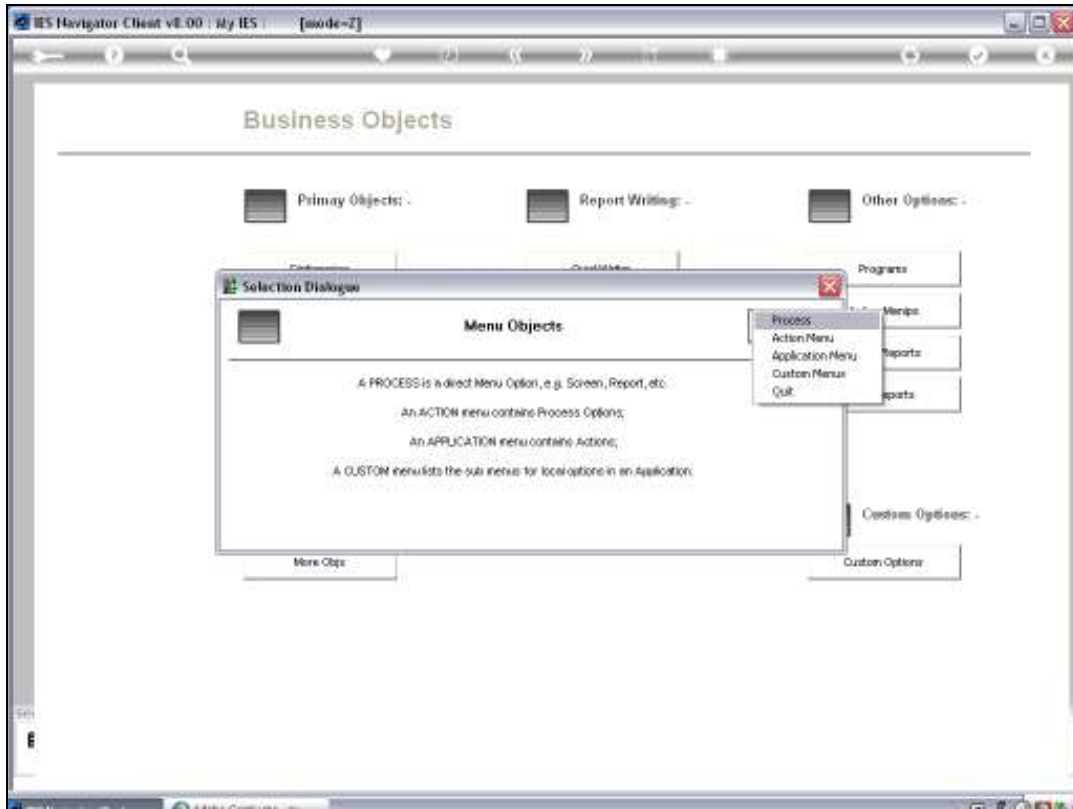 IES Navigator Client v8.00 : My IES : [mode=Z]
Business Objects
Primay Objects: -
Report Writing: -
Other Options: -
Programs
Selection Dialogue
Menu Objects
Process
Action Menu
Application Menu
Custom Menus
Quit
A PROCESS is a direct Menu Option, e.g. Screen, Report, etc.
An ACTION menu contains Process Options;
An APPLICATION menu contains Actions;
A CUSTOM menu lists the sub menus for local options in an Application.
Custom Options: -
More Objs
Custom Options